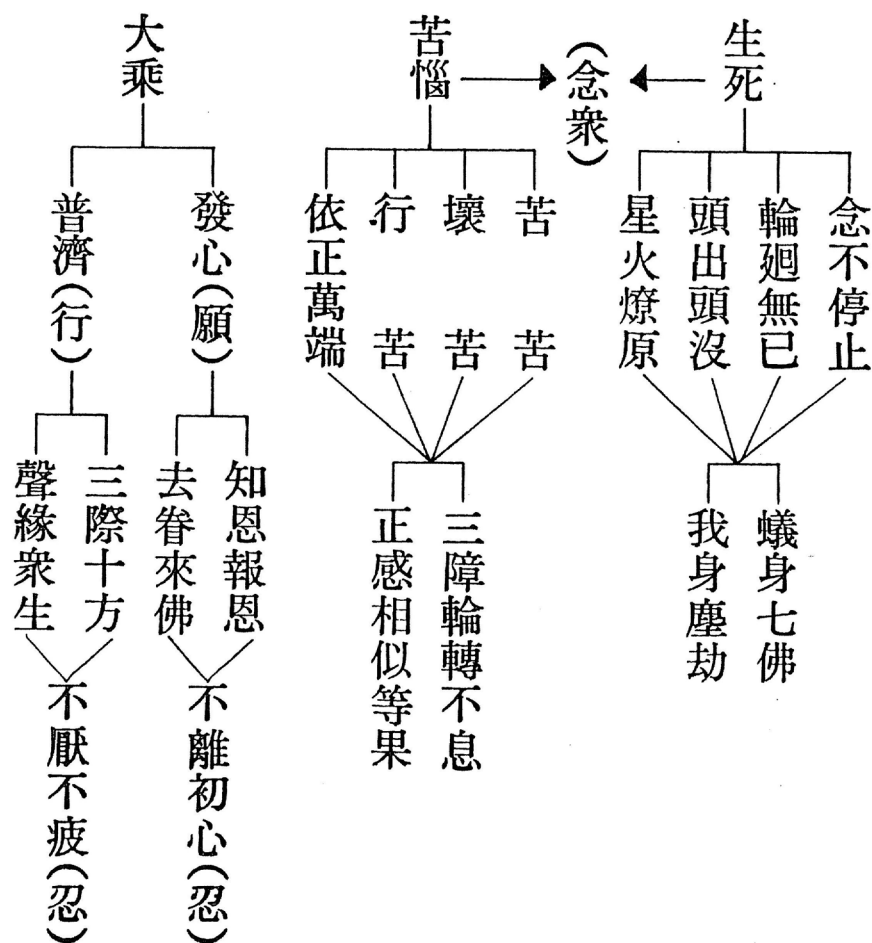 生死
（念衆）
苦惱
大乘
念不停止
輪廻無已
頭出頭沒
星火燎原
苦苦
壞苦
行苦
依正萬端
發心（願）
普濟（行）
蟻身七佛
我身塵劫
三障輪轉不息
正感相似等果
知恩報恩
去眷來佛
三際十方
聲緣衆生
不離初心（忍）
不厭不疲（忍）